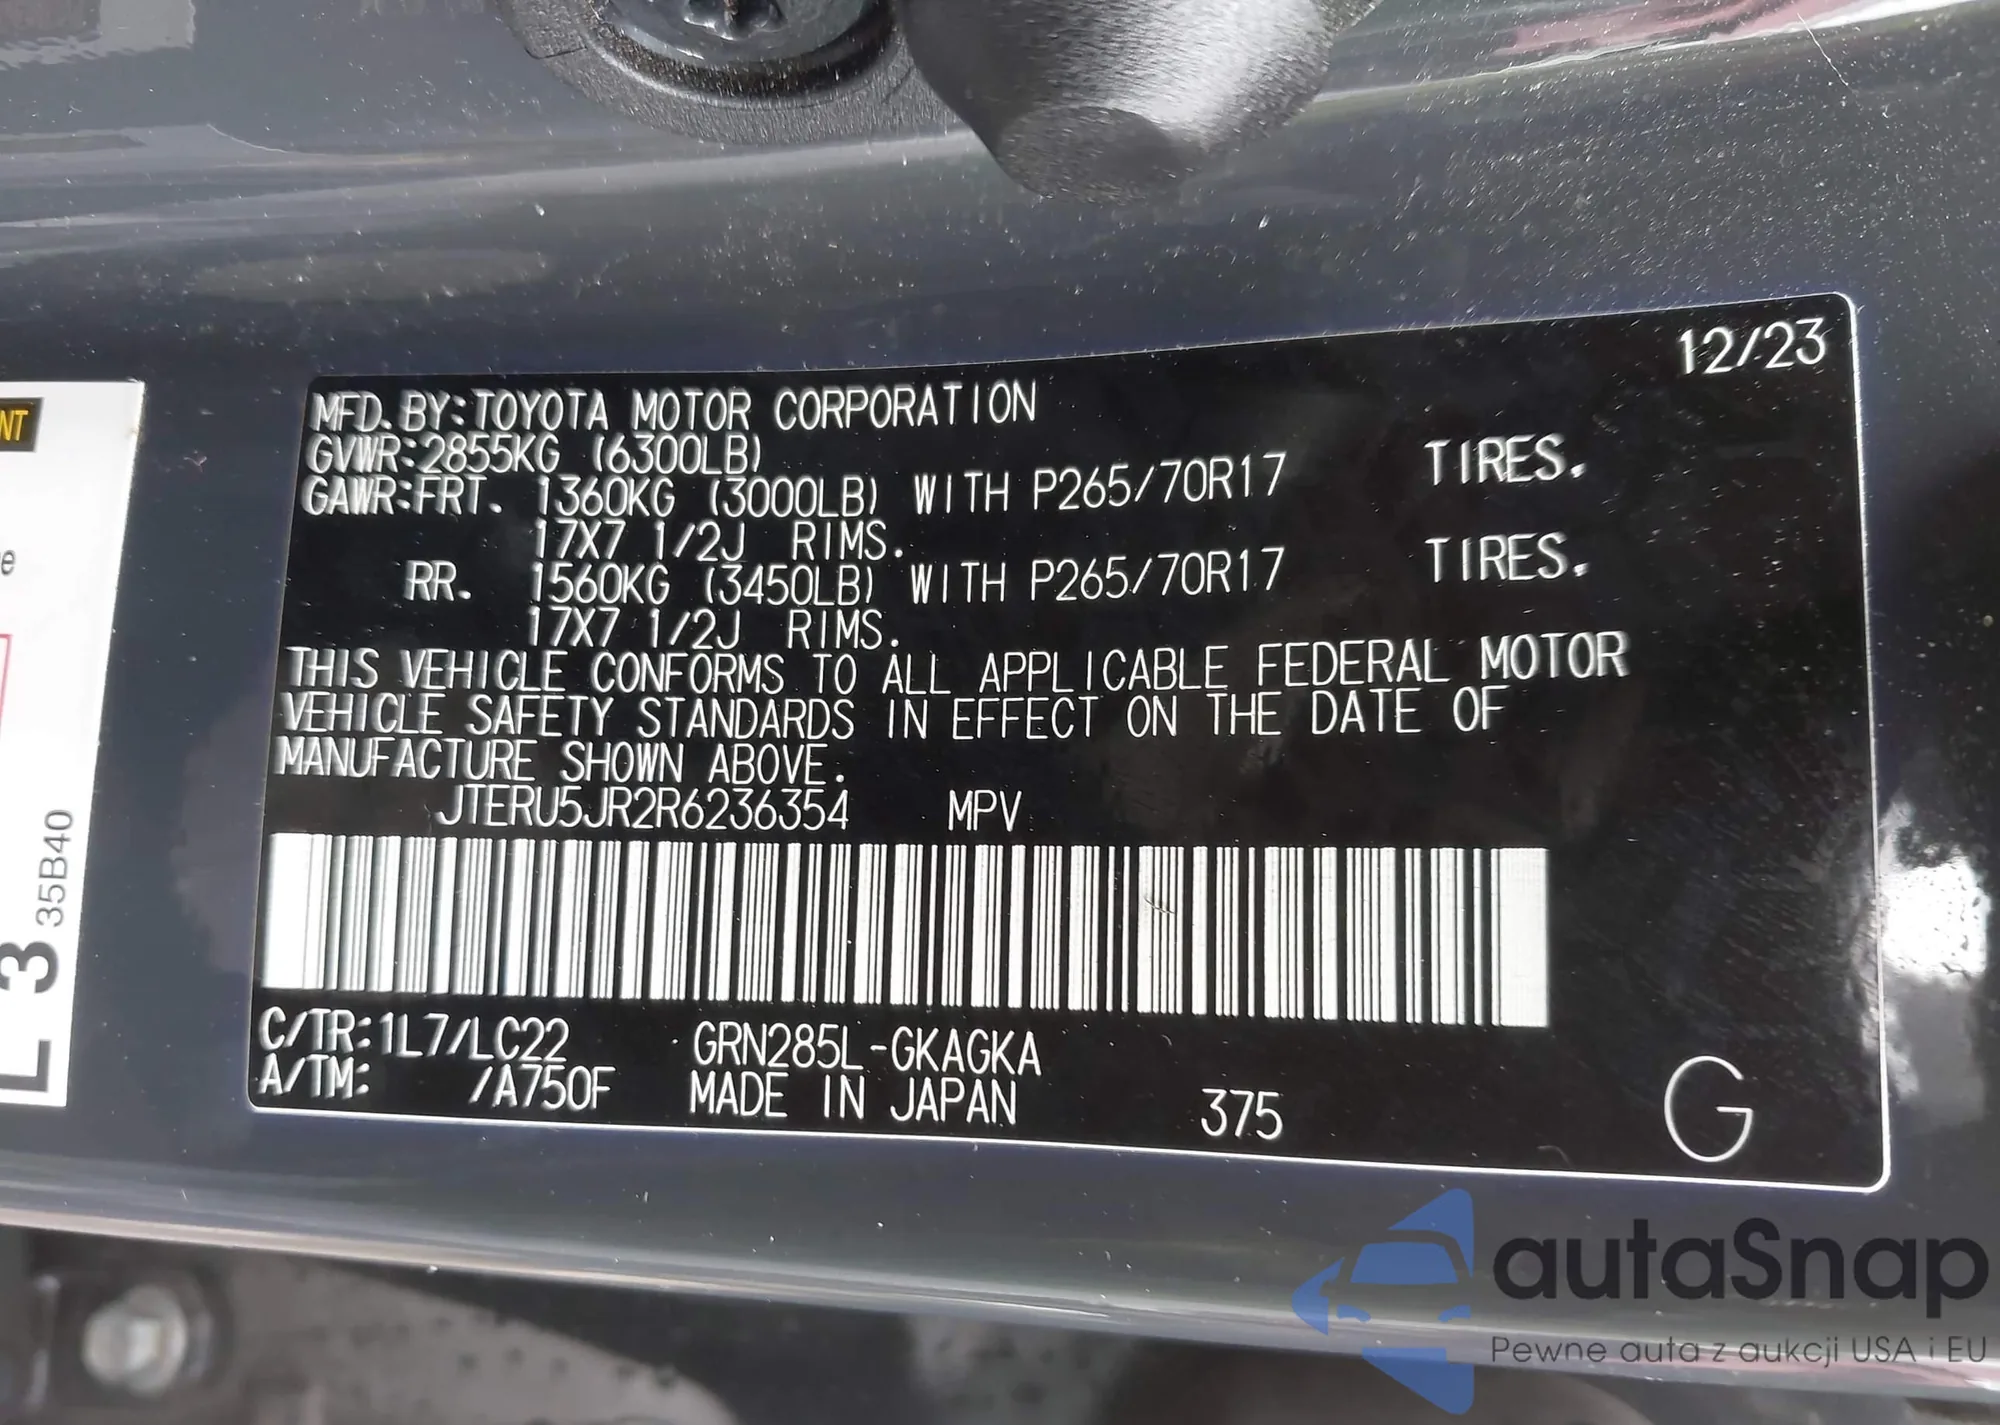 12/23
MFD.BY:TOYOTA MOTOR CORPORATION
GVWR:2855KG (6300LB)
GAWR:FRT. 1360KG (3000LB) WITH P265/70R17 TIRES.
17X7 1/2J RIMS.
RR. 1560KG (3450LB) WITH P265/70R17 TIRES.
17X7 1/2J RIMS.
THIS VEHICLE CONFORMS TO ALL APPLICABLE FEDERAL MOTOR
VEHICLE SAFETY STANDARDS IN EFFECT ON THE DATE OF
MANUFACTURE SHOWN ABOVE.
JTERU5JR2R6236354 MPV
C/TR:1L7/LC22 GRN285L-GKAGKA
A/TM: /A750F MADE IN JAPAN 375 G
NT
e
35B40
L 3
autaSnap
Pewne auta z aukcji USA i EU